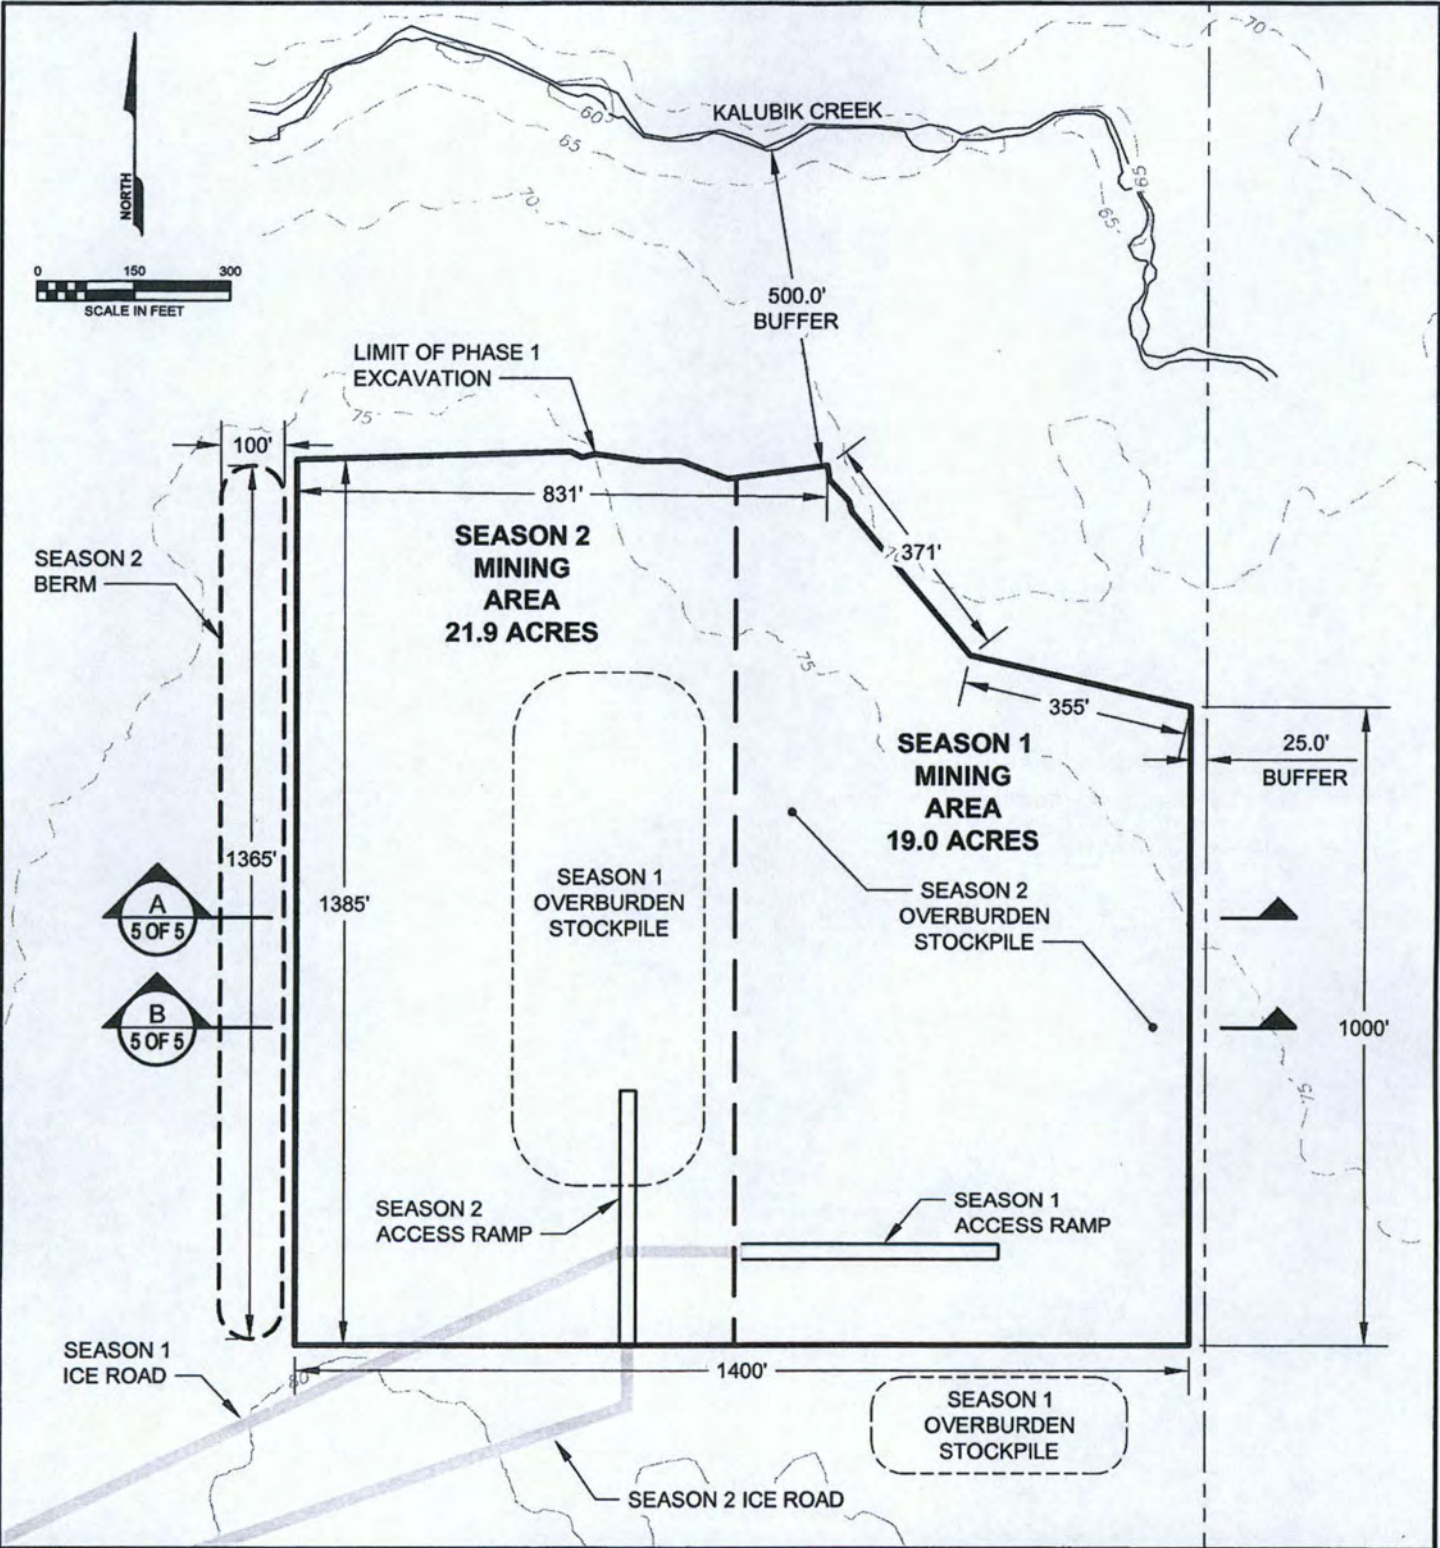 70
KALUBIK CREEK
60
65
65
65
70
NORTH
0 150 300
SCALE IN FEET
500.0'
BUFFER
LIMIT OF PHASE 1
EXCAVATION
75
100'
831'
371'
SEASON 2
MINING
AREA
21.9 ACRES
SEASON 2
BERM
75
355'
SEASON 1
MINING
AREA
19.0 ACRES
25.0'
BUFFER
1365'
1385'
SEASON 1
OVERBURDEN
STOCKPILE
SEASON 2
OVERBURDEN
STOCKPILE
A
5 OF 5
B
5 OF 5
1000'
75
SEASON 2
ACCESS RAMP
SEASON 1
ACCESS RAMP
SEASON 1
ICE ROAD
80
1400'
SEASON 1
OVERBURDEN
STOCKPILE
SEASON 2 ICE ROAD